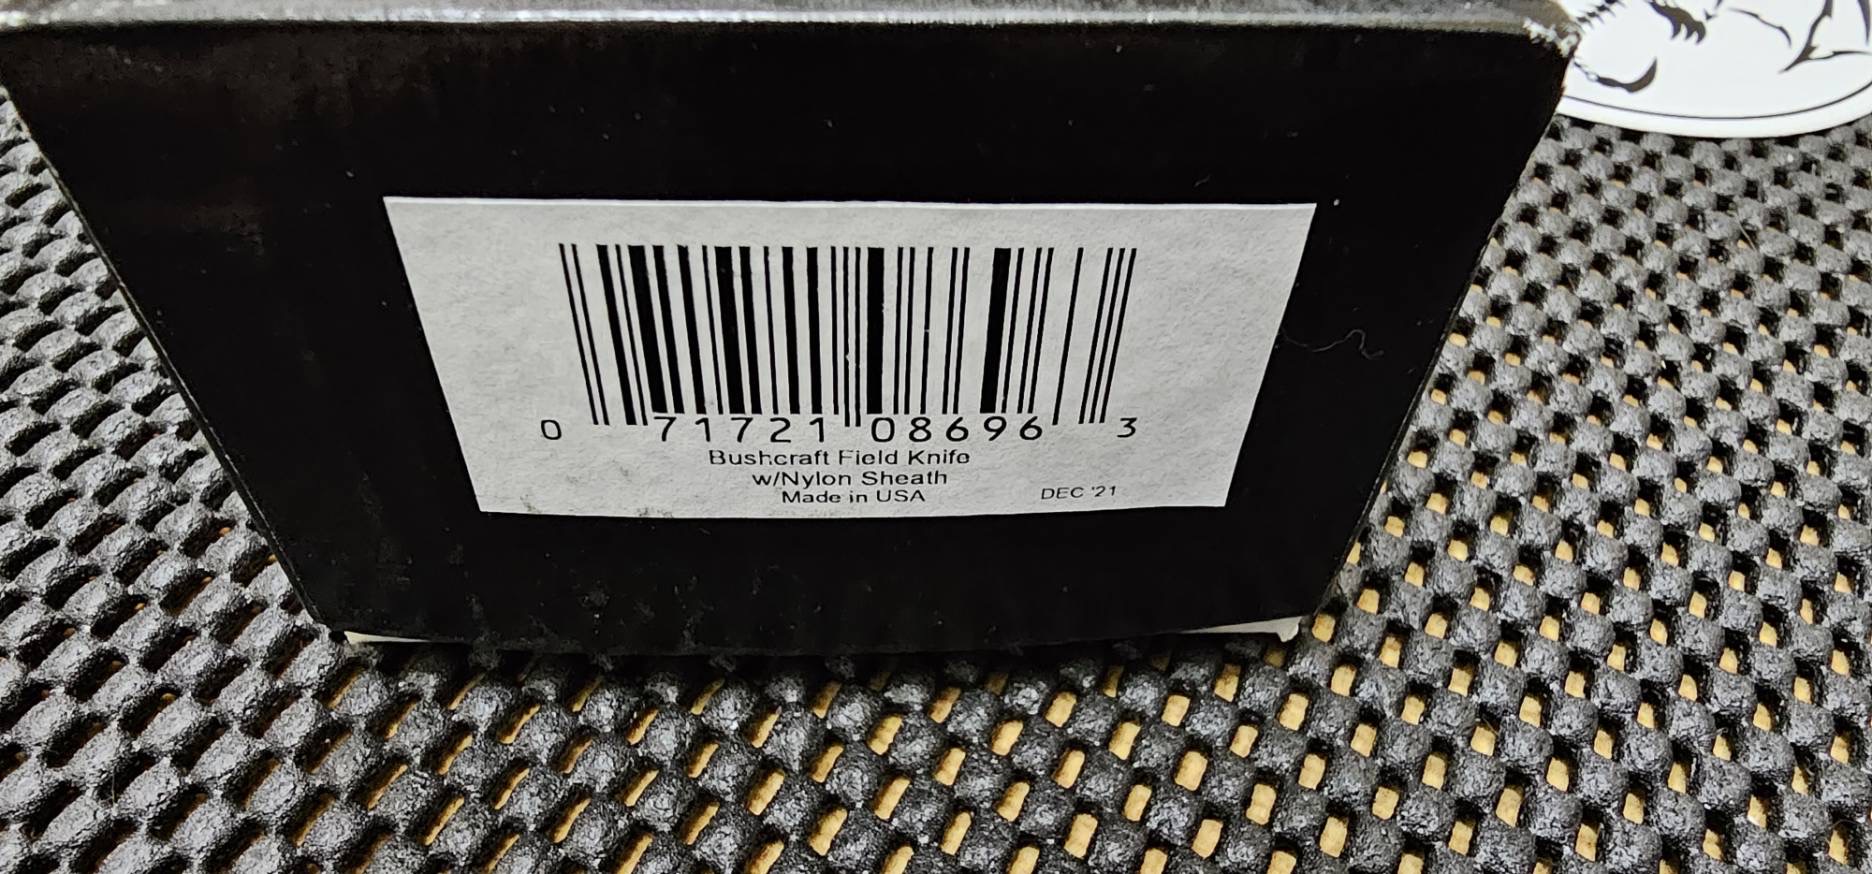 0 71721 08696 3
Bushcraft Field Knife
w/Nylon Sheath
Made in USA
DEC '21